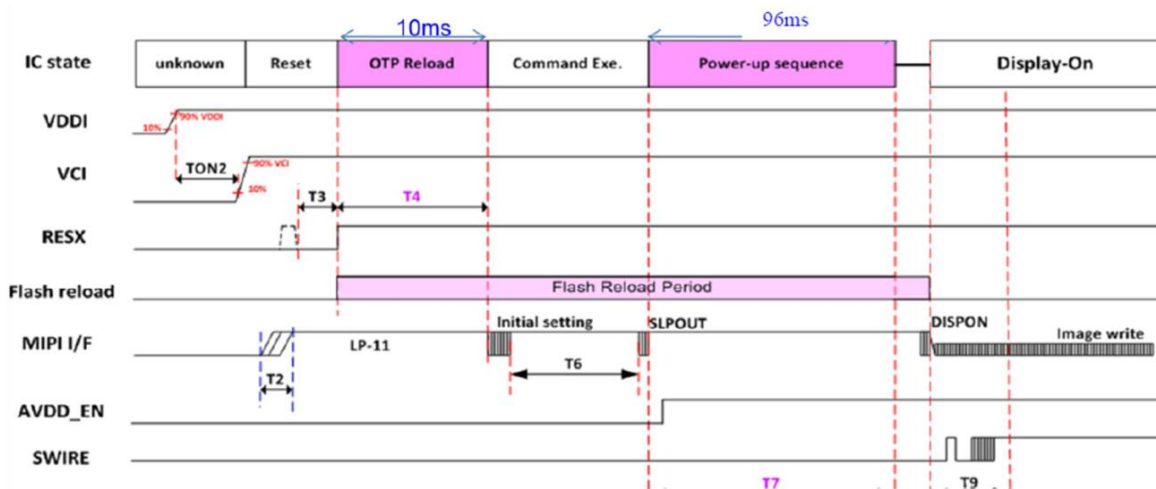 10ms
96ms
IC state
unknown
Reset
OTP Reload
Command Exe.
Power-up sequence
Display-On
VDDI
10%
90% VDDI
VCI
TON2
90% VCI
10%
T3
T4
RESX
Flash reload
Flash Reload Period
MIPI I/F
LP-11
Initial setting
SLPOUT
DISPON
Image write
T2
T6
AVDD_EN
SWIRE
T7
T9